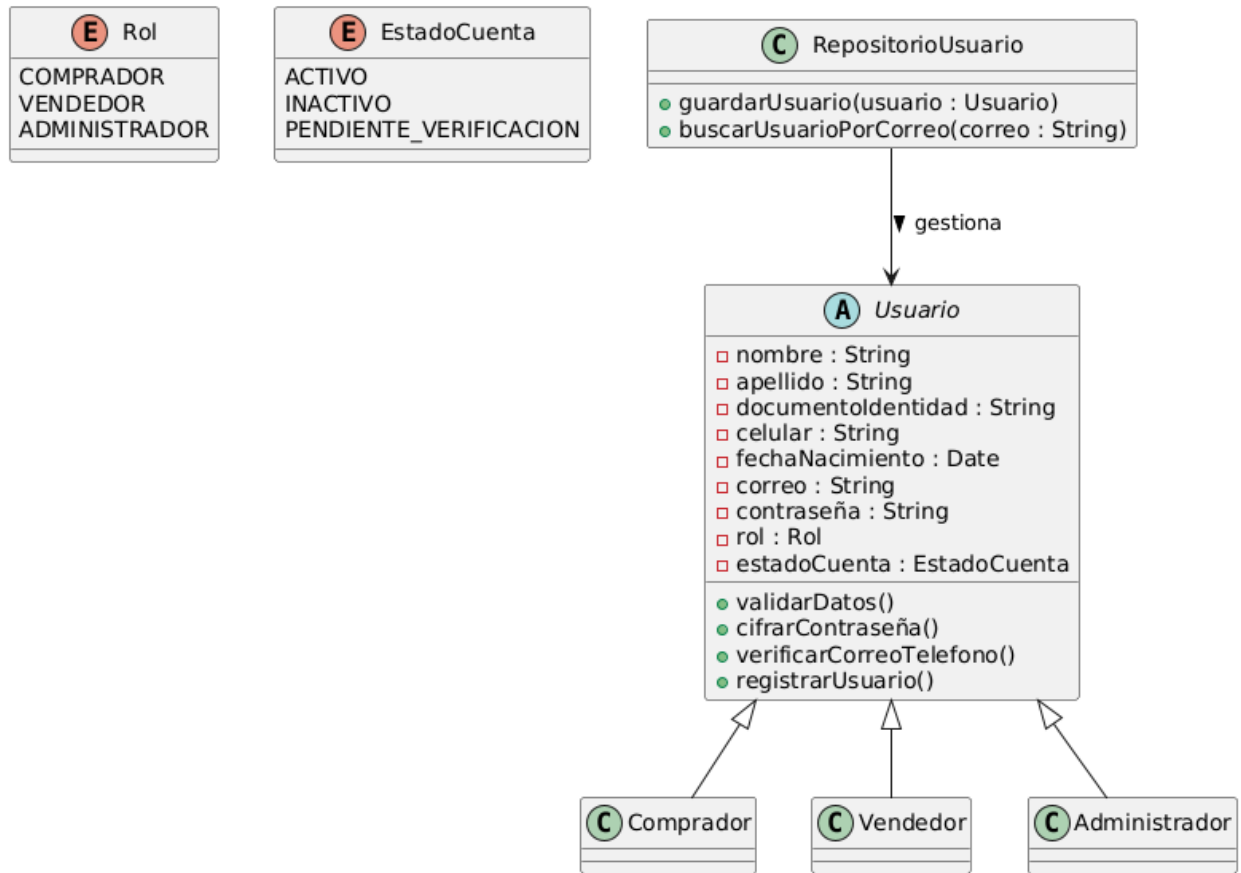 E Rol
COMPRADOR
VENDEDOR
ADMINISTRADOR
E EstadoCuenta
ACTIVO
INACTIVO
PENDIENTE_VERIFICACION
C RepositorioUsuario
guardarUsuario(usuario : Usuario)
buscarUsuarioPorCorreo(correo : String)
gestiona
A Usuario
nombre : String
apellido : String
documentoIdentidad : String
celular : String
fechaNacimiento : Date
correo : String
contraseña : String
rol : Rol
estadoCuenta : EstadoCuenta
validarDatos()
cifrarContraseña()
verificarCorreoTelefono()
registrarUsuario()
C Comprador
C Vendedor
C Administrador